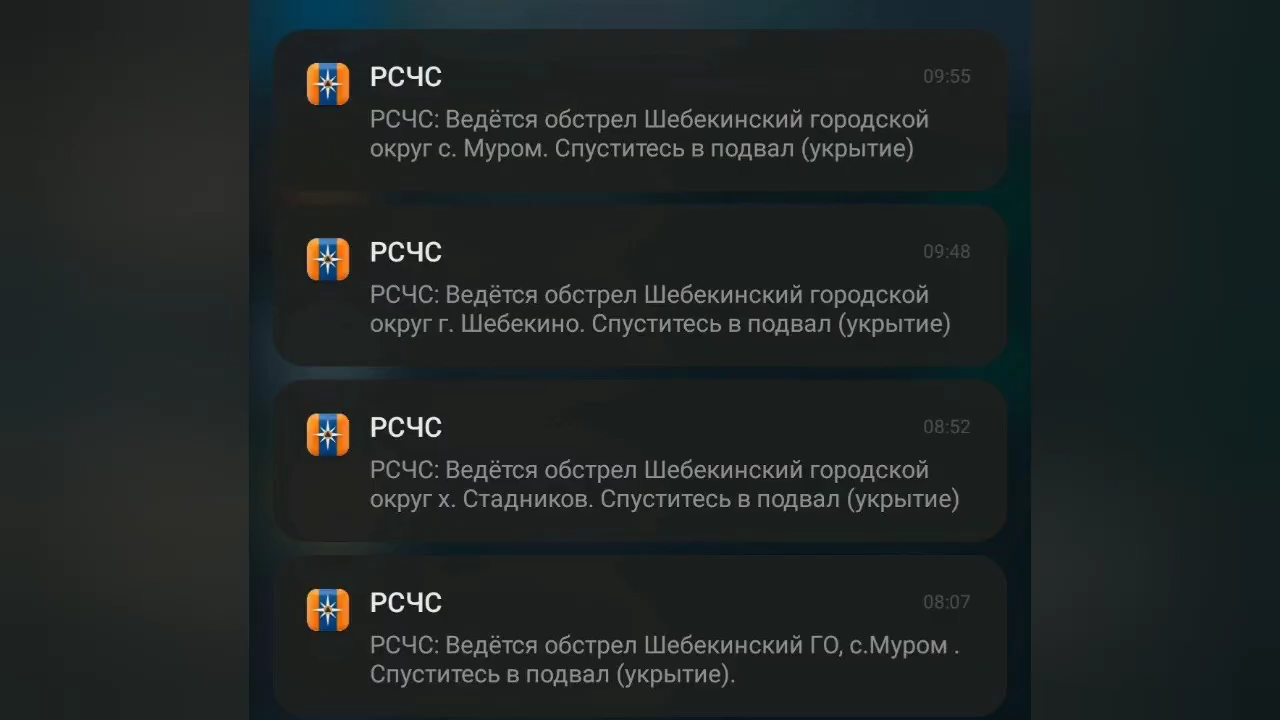 РСЧС
09:55
РСЧС: Ведётся обстрел Шебекинский городской
округ с. Муром. Спуститесь в подвал (укрытие)
РСЧС
09:48
РСЧС: Ведётся обстрел Шебекинский городской
округ г. Шебекино. Спуститесь в подвал (укрытие)
РСЧС
08:52
РСЧС: Ведётся обстрел Шебекинский городской
округ х. Стадников. Спуститесь в подвал (укрытие)
РСЧС
08:07
РСЧС: Ведётся обстрел Шебекинский ГО, с.Муром .
Спуститесь в подвал (укрытие).